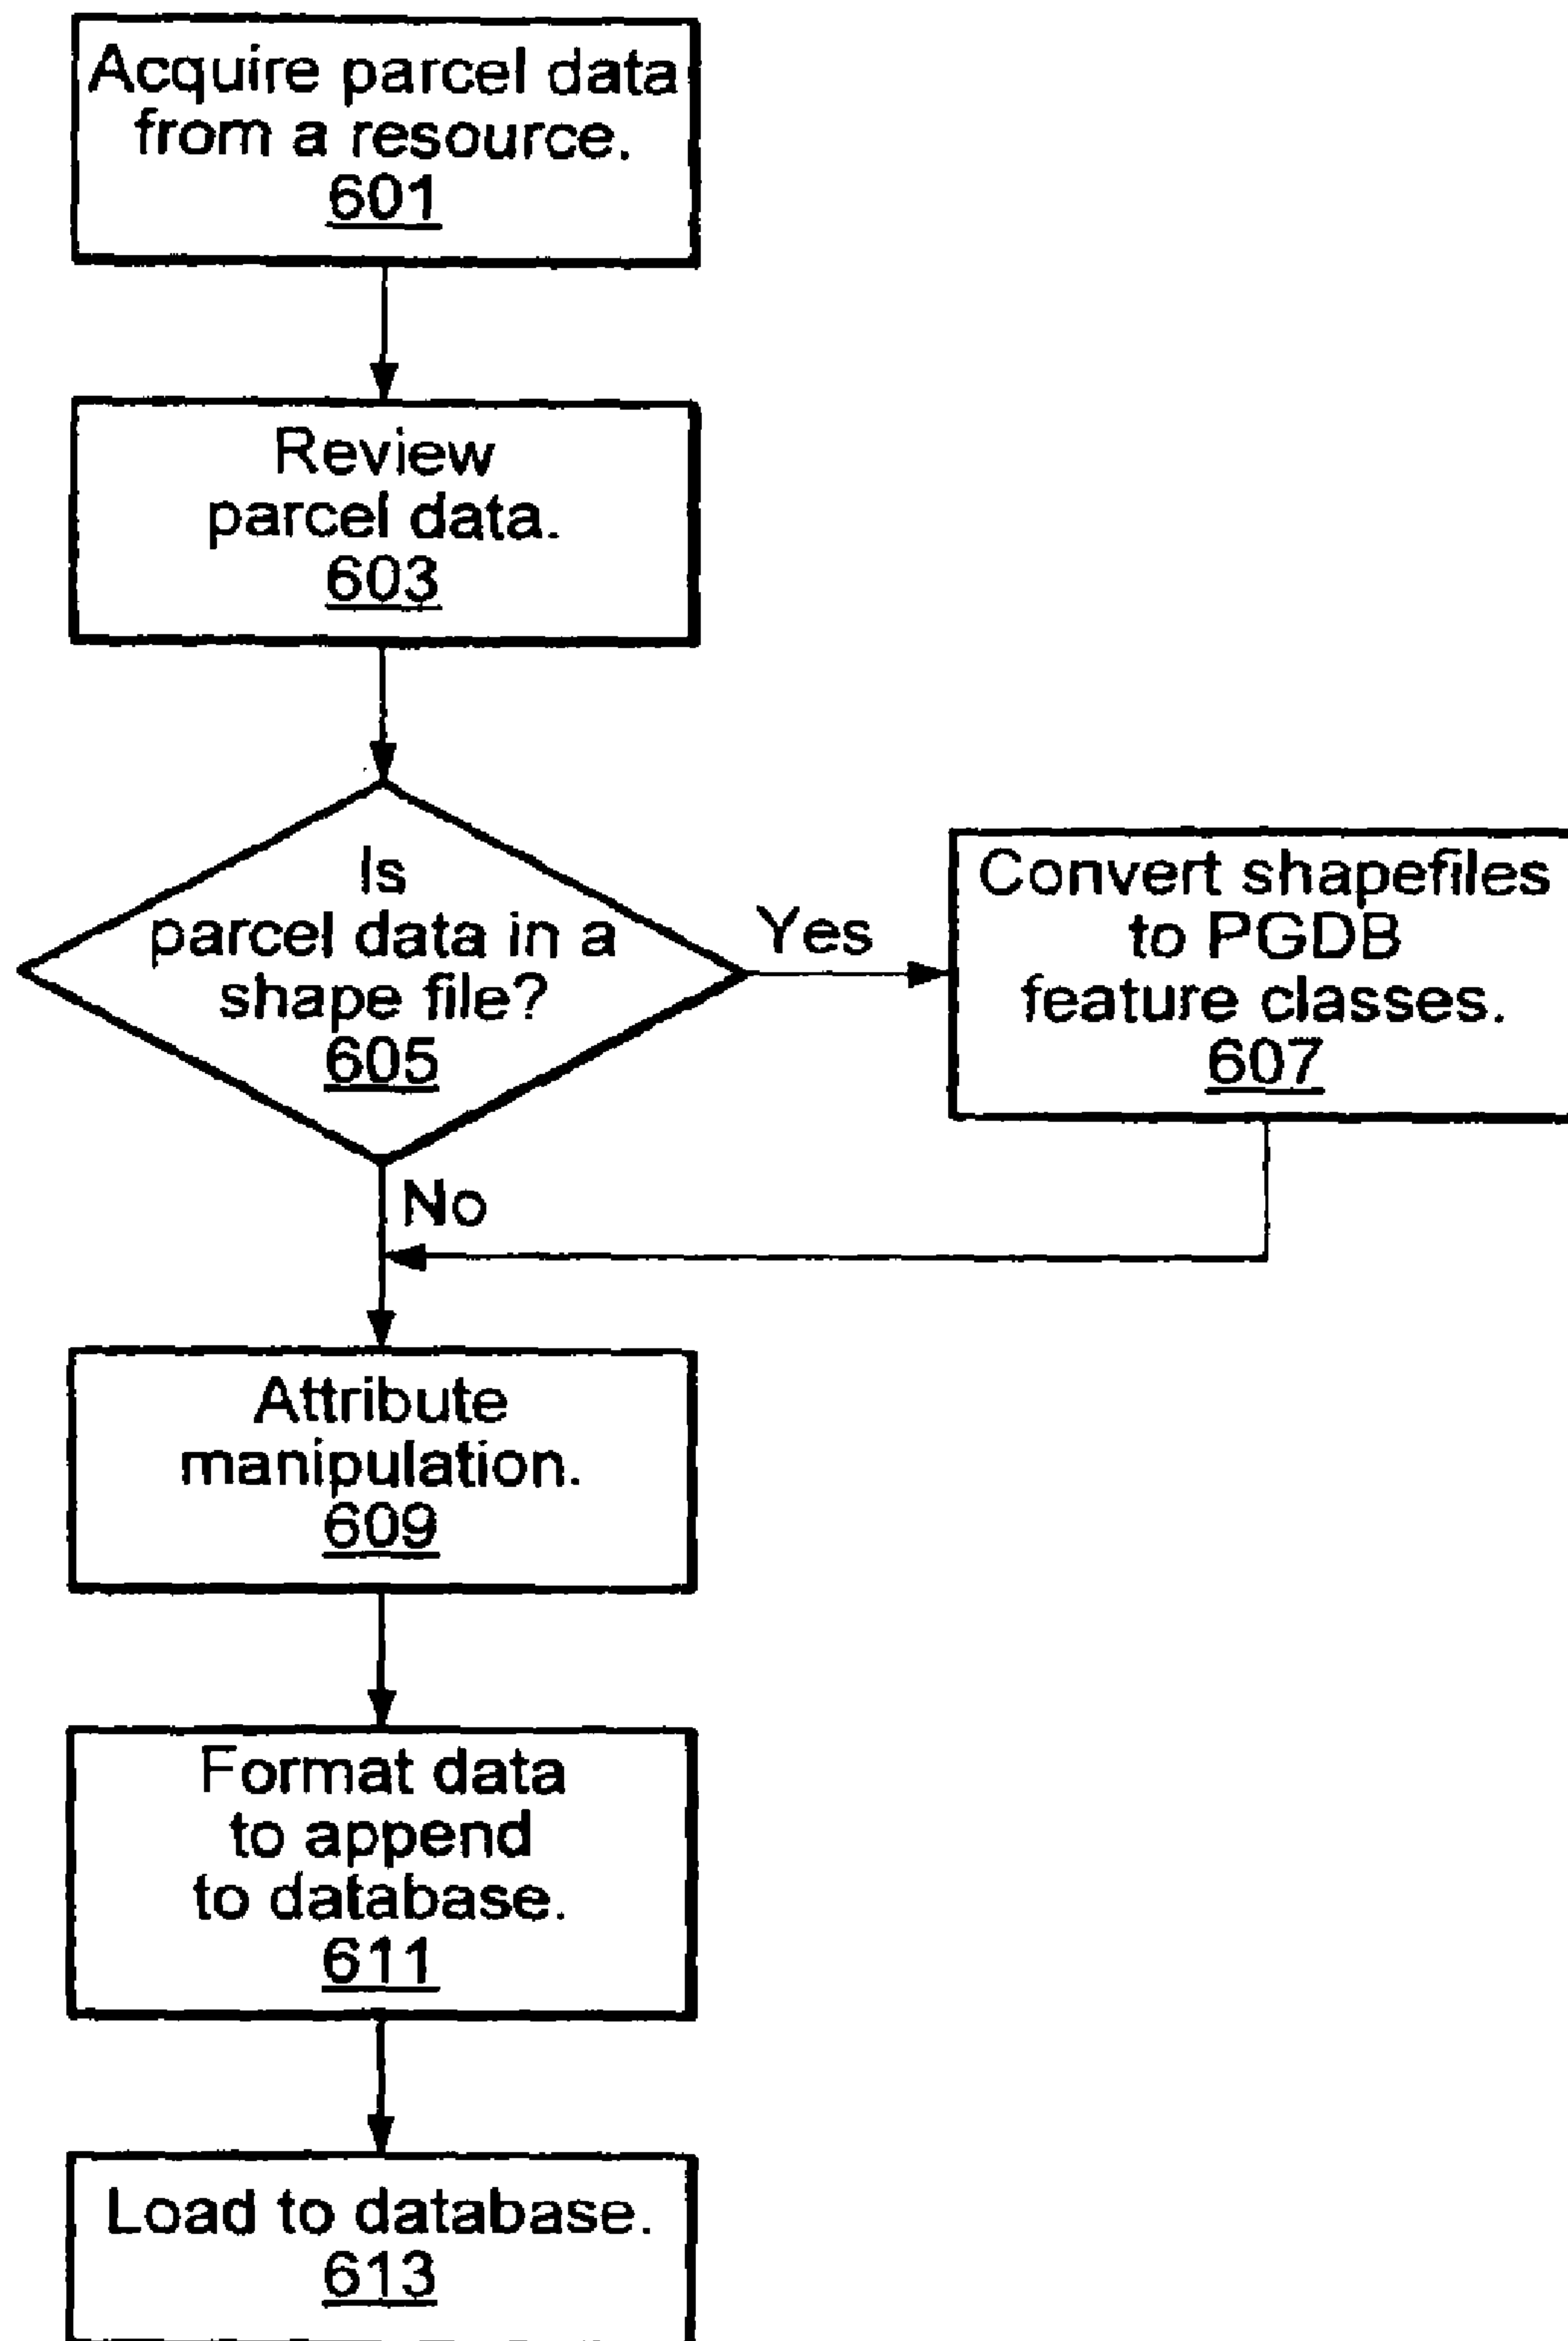 Acquire parcel data
from a resource.
601
Review
parcel data.
603
Is
parcel data in a
shape file?
605
Yes
Convert shapefiles
to PGDB
feature classes.
607
No
Attribute
manipulation.
609
Format data
to append
to database.
611
Load to database.
613